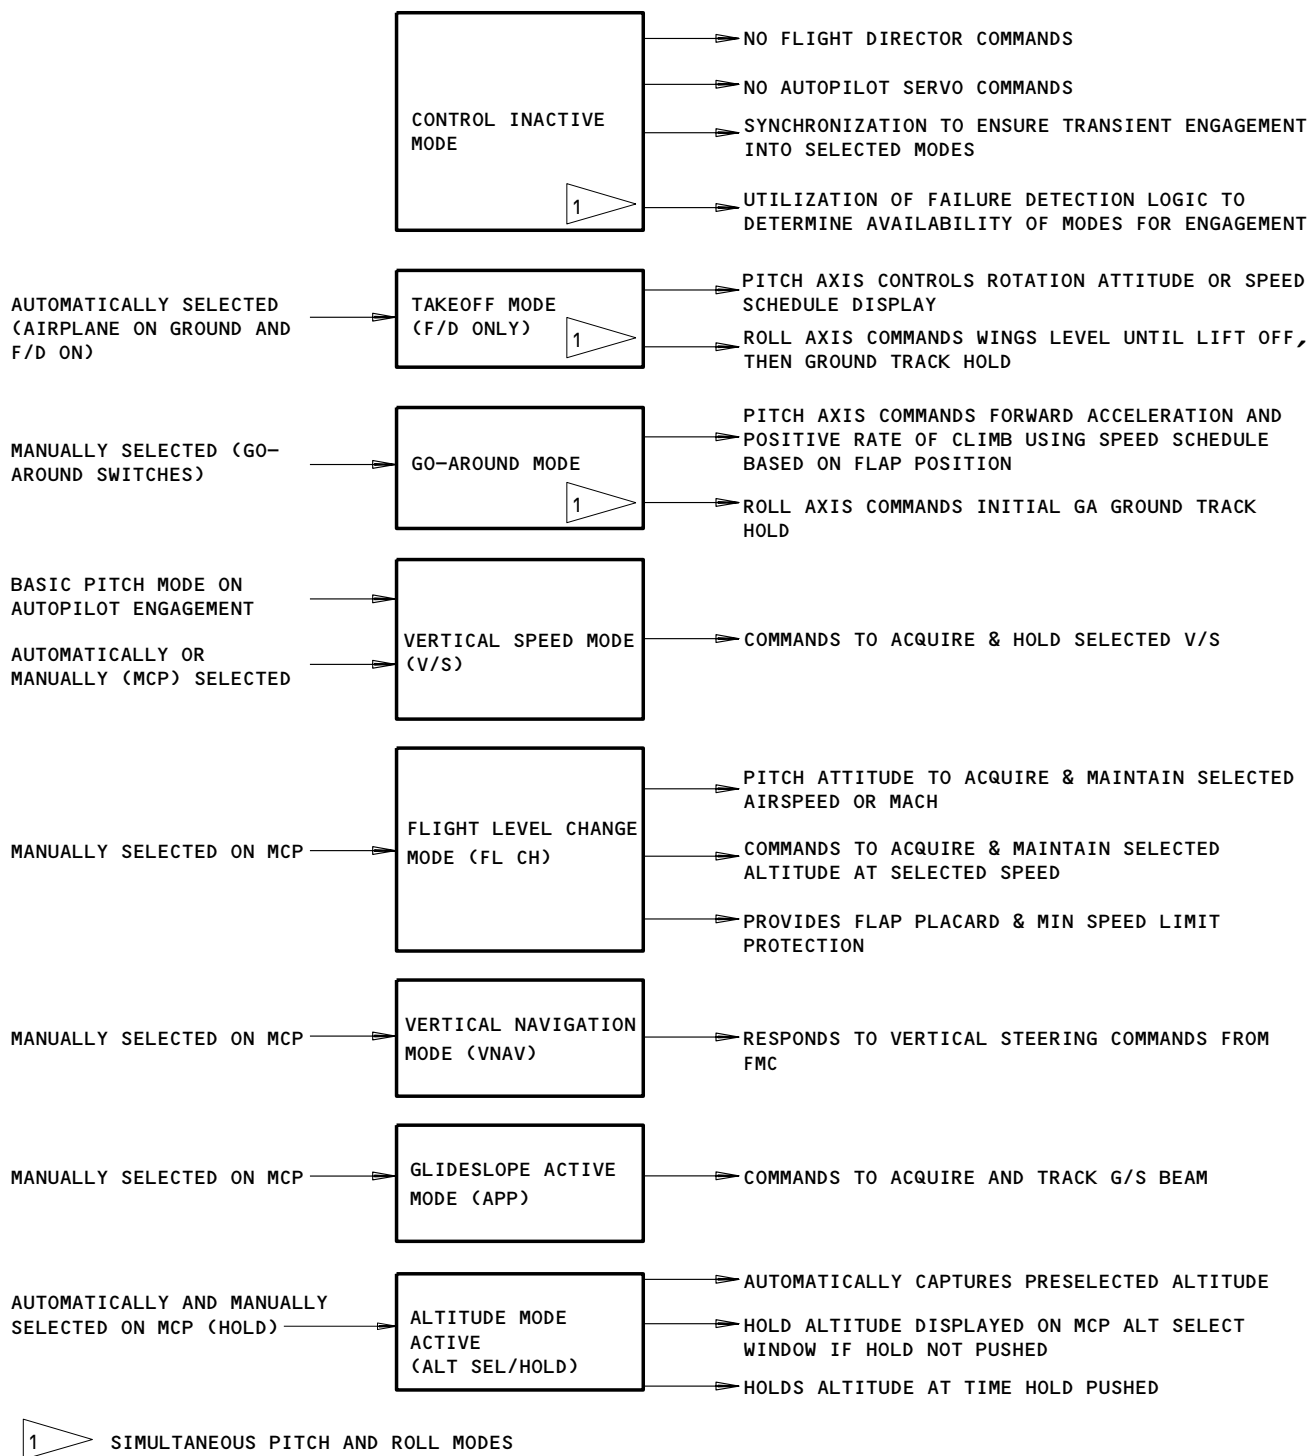 NO FLIGHT DIRECTOR COMMANDS
NO AUTOPILOT SERVO COMMANDS
CONTROL INACTIVE
MODE
SYNCHRONIZATION TO ENSURE TRANSIENT ENGAGEMENT
INTO SELECTED MODES
1
UTILIZATION OF FAILURE DETECTION LOGIC TO
DETERMINE AVAILABILITY OF MODES FOR ENGAGEMENT
AUTOMATICALLY SELECTED
(AIRPLANE ON GROUND AND
F/D ON)
TAKEOFF MODE
(F/D ONLY)
1
PITCH AXIS CONTROLS ROTATION ATTITUDE OR SPEED
SCHEDULE DISPLAY
ROLL AXIS COMMANDS WINGS LEVEL UNTIL LIFT OFF,
THEN GROUND TRACK HOLD
MANUALLY SELECTED (GO-
AROUND SWITCHES)
GO-AROUND MODE
1
PITCH AXIS COMMANDS FORWARD ACCELERATION AND
POSITIVE RATE OF CLIMB USING SPEED SCHEDULE
BASED ON FLAP POSITION
ROLL AXIS COMMANDS INITIAL GA GROUND TRACK
HOLD
BASIC PITCH MODE ON
AUTOPILOT ENGAGEMENT
AUTOMATICALLY OR
MANUALLY (MCP) SELECTED
VERTICAL SPEED MODE
(V/S)
COMMANDS TO ACQUIRE & HOLD SELECTED V/S
MANUALLY SELECTED ON MCP
FLIGHT LEVEL CHANGE
MODE (FL CH)
PITCH ATTITUDE TO ACQUIRE & MAINTAIN SELECTED
AIRSPEED OR MACH
COMMANDS TO ACQUIRE & MAINTAIN SELECTED
ALTITUDE AT SELECTED SPEED
PROVIDES FLAP PLACARD & MIN SPEED LIMIT
PROTECTION
MANUALLY SELECTED ON MCP
VERTICAL NAVIGATION
MODE (VNAV)
RESPONDS TO VERTICAL STEERING COMMANDS FROM
FMC
MANUALLY SELECTED ON MCP
GLIDESLOPE ACTIVE
MODE (APP)
COMMANDS TO ACQUIRE AND TRACK G/S BEAM
AUTOMATICALLY AND MANUALLY
SELECTED ON MCP (HOLD)
ALTITUDE MODE
ACTIVE
(ALT SEL/HOLD)
AUTOMATICALLY CAPTURES PRESELECTED ALTITUDE
HOLD ALTITUDE DISPLAYED ON MCP ALT SELECT
WINDOW IF HOLD NOT PUSHED
HOLDS ALTITUDE AT TIME HOLD PUSHED
1 SIMULTANEOUS PITCH AND ROLL MODES